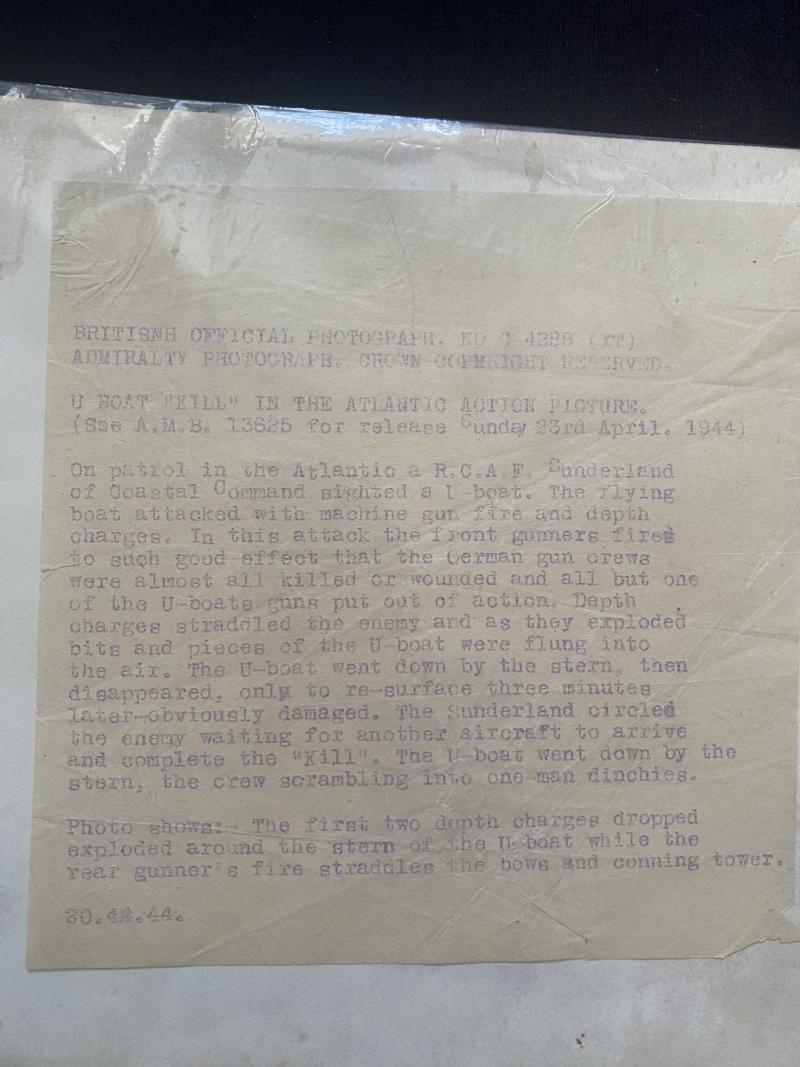 BRITISNH OFFICIAL PHOTOGRAPH. NO C 4288 (XT)
ADMIRALTY PHOTOGRAPH. CROWN COPYRIGHT RESERVED.
U BOAT "KILL" IN THE ATLANTIC ACTION PICTURE.
(See A.M.B. 13625 for release Sunday 23rd April. 1944)
On patrol in the Atlantic a R.C.A F. Sunderland
of Coastal Command sighted a U-boat. The flying
boat attacked with machine gun fire and depth
charges. In this attack the front gunners fired
to such good effect that the German gun crews
were almost all killed or wounded and all but one
of the U-boats guns put out of action. Depth
charges straddled the enemy and as they exploded
bits and pieces of the U-boat were flung into
the air. The U-boat went down by the stern, then
disappeared, only to re-surface three minutes
later-obviously damaged. The Sunderland circled
the enemy waiting for another aircraft to arrive
and complete the "Kill". The U-boat went down by the
stern, the crew scrambling into one-man dinghies.
Photo shows:- The first two depth charges dropped
exploded around the stern of the U-boat while the
rear gunner's fire straddles the bows and conning tower.